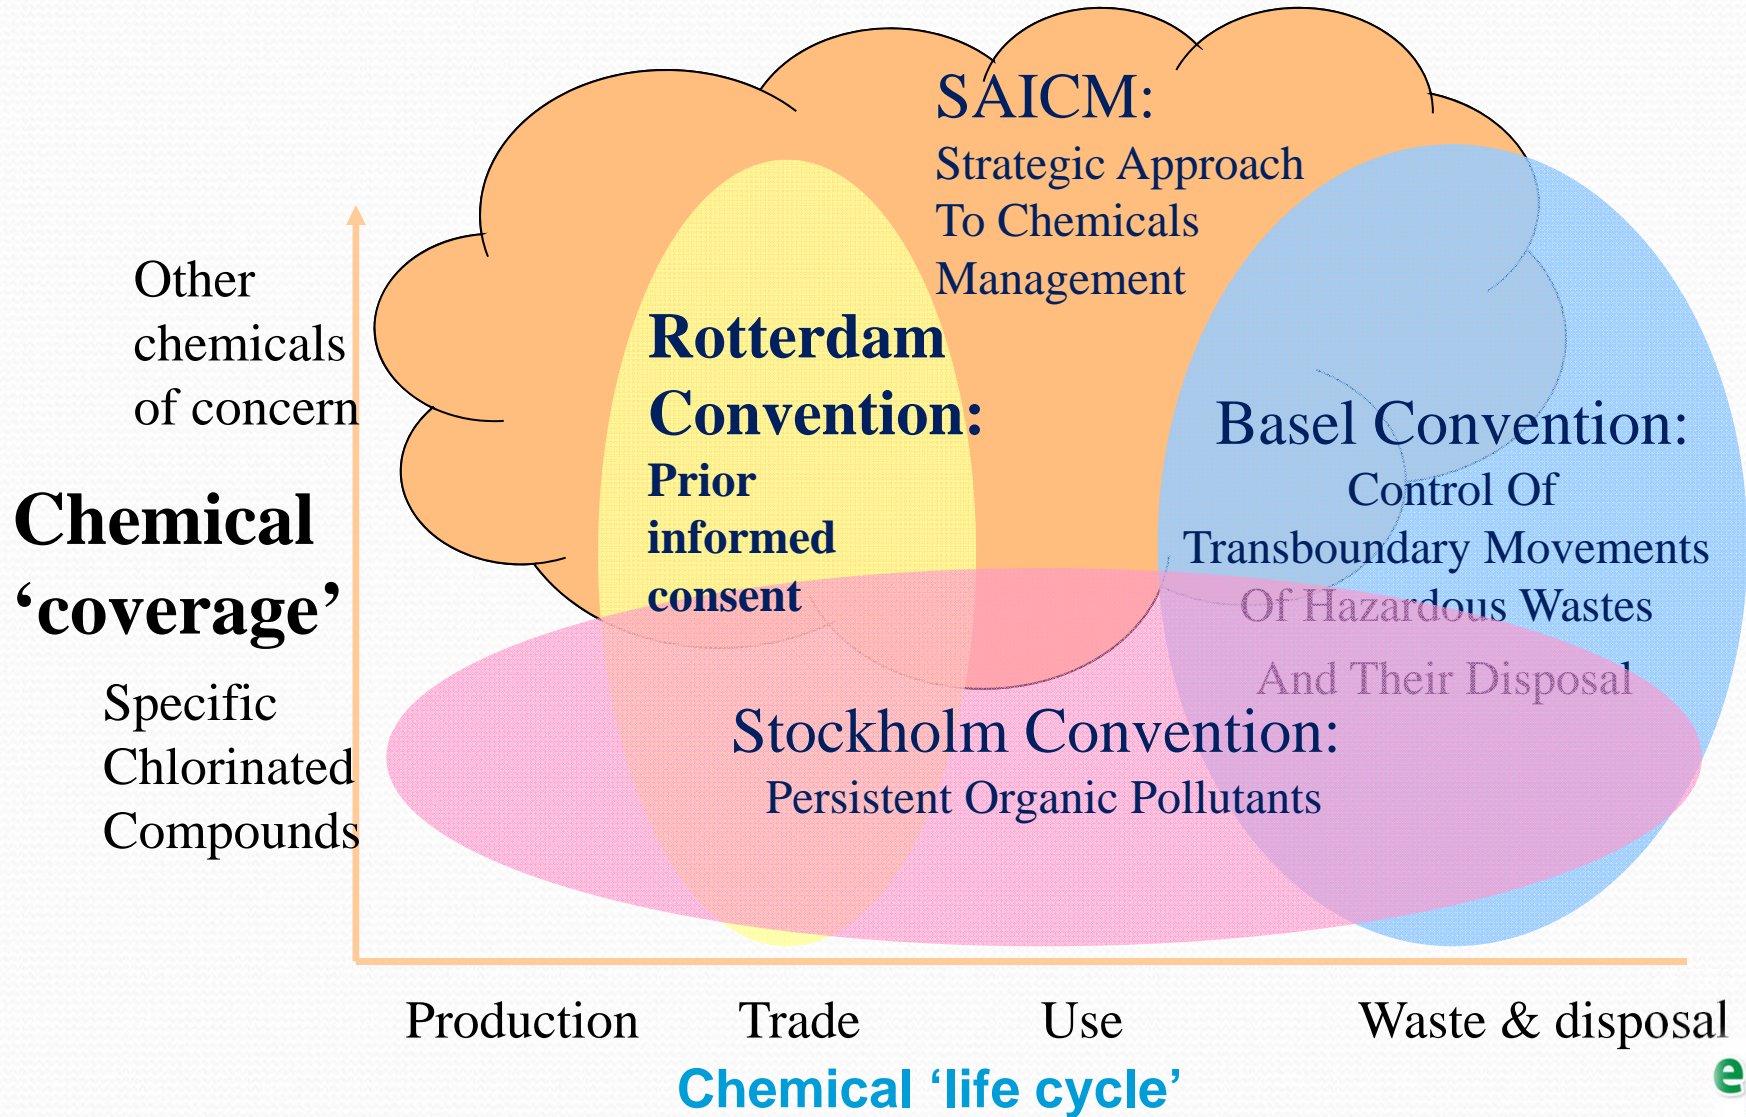 SAICM:
Strategic Approach
To Chemicals
Management
Other
chemicals
of concern
Rotterdam
Convention:
Prior
informed
consent
Basel Convention:
Control Of
Transboundary Movements
Of Hazardous Wastes
And Their Disposal
Chemical
‘coverage’
Specific
Chlorinated
Compounds
Stockholm Convention:
Persistent Organic Pollutants
Production Trade Use Waste & disposal
Chemical ‘life cycle’
e